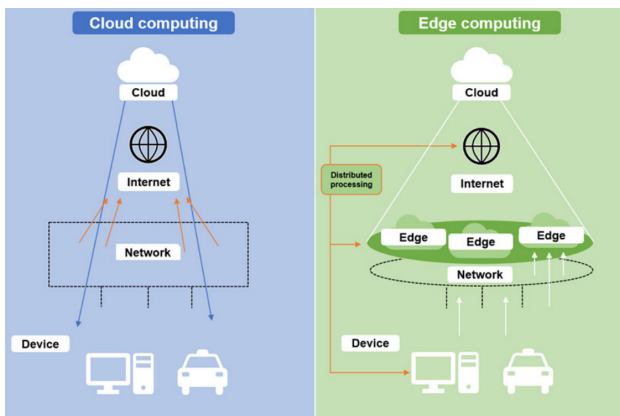 Cloud computing
Cloud
Internet
Network
Device
Edge computing
Cloud
Distributed
processing
Internet
Edge
Edge
Edge
Network
Device